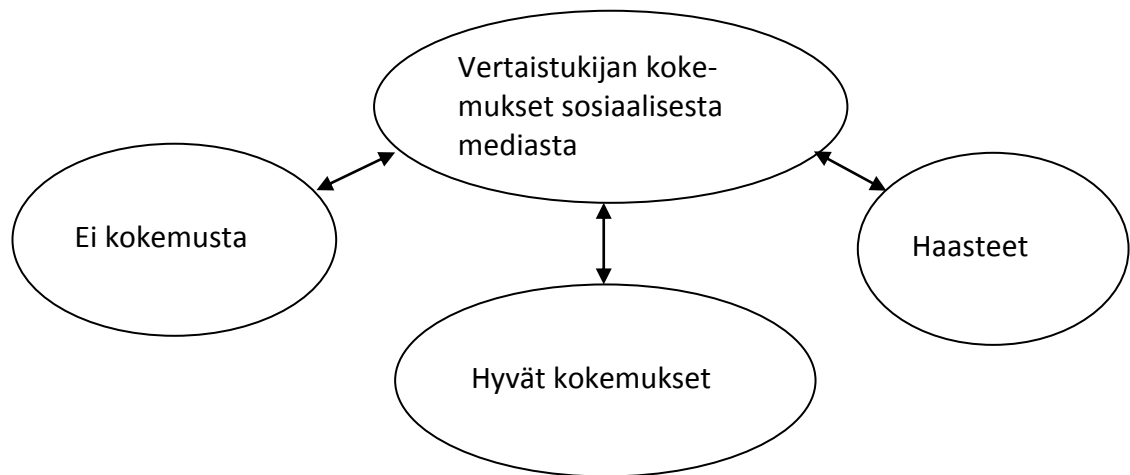 Vertaistukijan koke-
mukset sosiaalisesta
mediasta
Ei kokemusta
Haasteet
Hyvät kokemukset